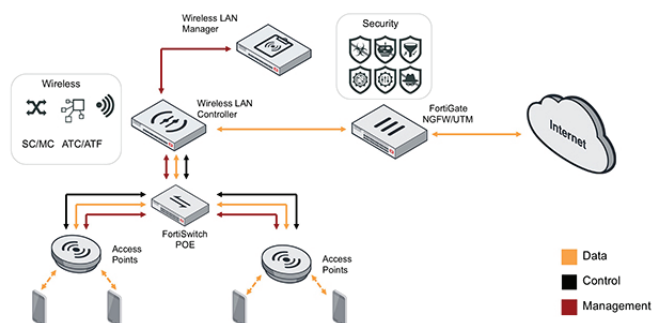 Wireless LAN
Manager
Security
Wireless
SC/MC
ATC/ATF
Wireless LAN
Controller
FortiGate
NGFW/UTM
Internet
FortiSwitch
POE
Access
Points
Access
Points
Data
Control
Management